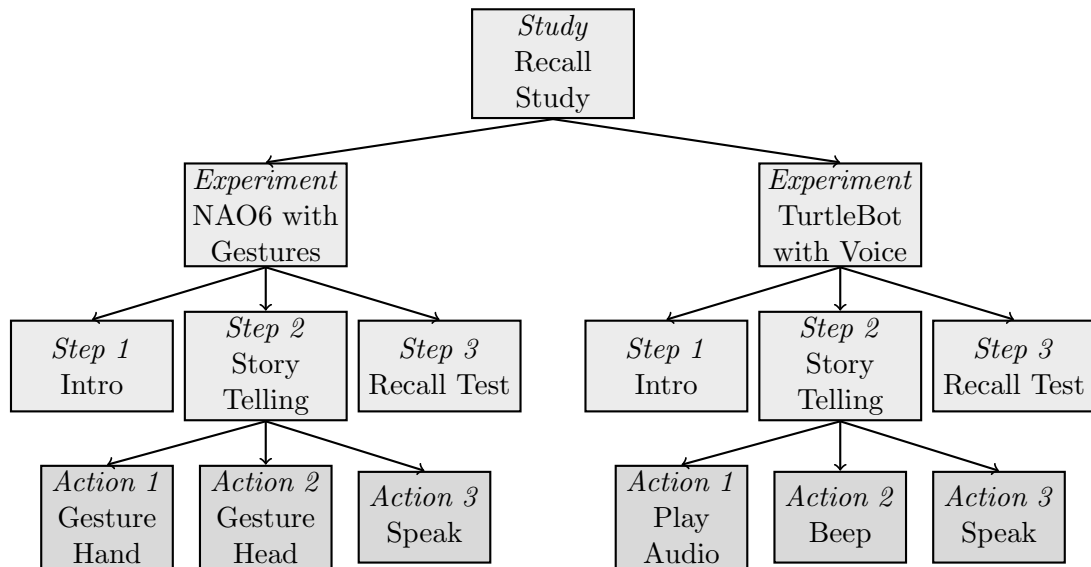 Study
Recall
Study
Experiment
NAO6 with
Gestures
Experiment
TurtleBot
with Voice
Step 1
Intro
Step 2
Story
Telling
Step 3
Recall Test
Step 1
Intro
Step 2
Story
Telling
Step 3
Recall Test
Action 1
Gesture
Hand
Action 2
Gesture
Head
Action 3
Speak
Action 1
Play
Audio
Action 2
Beep
Action 3
Speak